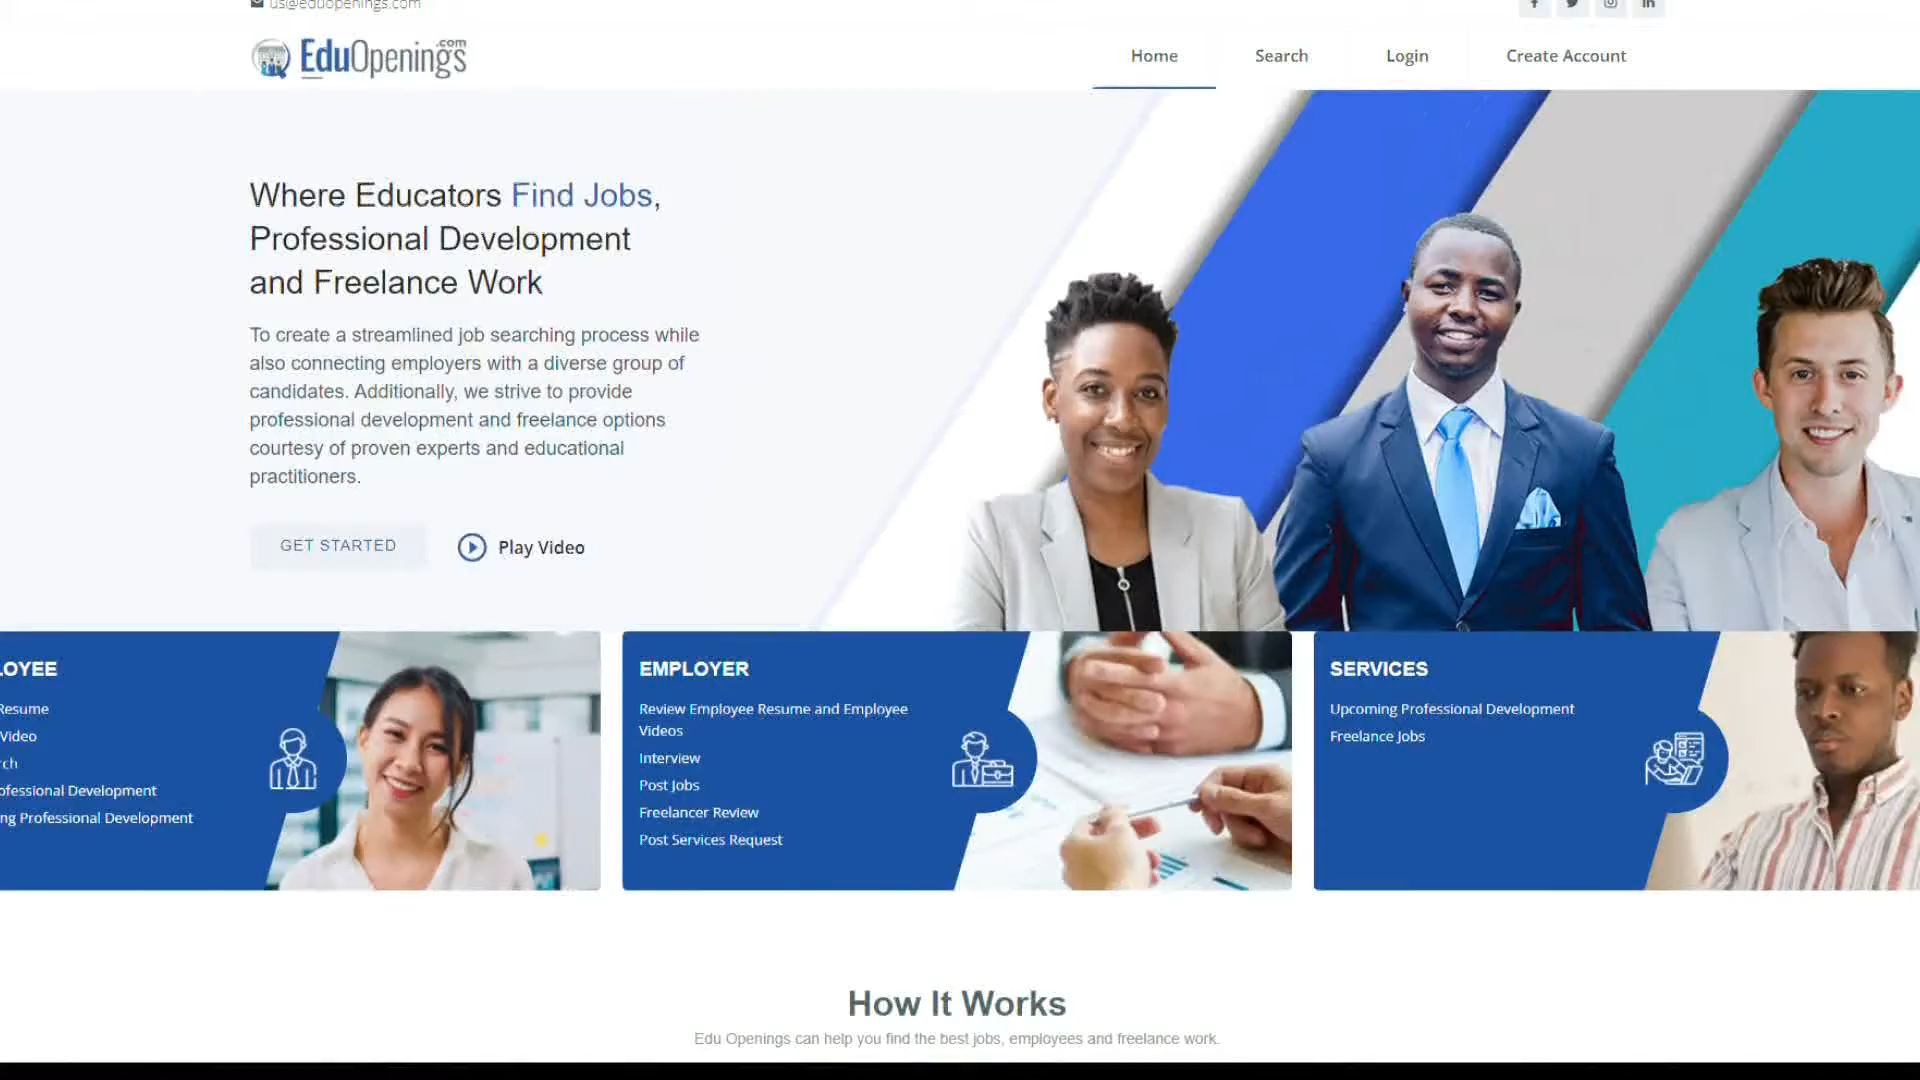 us@eduopenings.com
EduOpenings.com
Home
Search
Login
Create Account
Where Educators Find Jobs,
Professional Development
and Freelance Work
To create a streamlined job searching process while
also connecting employers with a diverse group of
candidates. Additionally, we strive to provide
professional development and freelance options
courtesy of proven experts and educational
practitioners.
GET STARTED
Play Video
LOYEE
Resume
Video
rch
ofessional Development
ng Professional Development
EMPLOYER
Review Employee Resume and Employee
Videos
Interview
Post Jobs
Freelancer Review
Post Services Request
SERVICES
Upcoming Professional Development
Freelance Jobs
How It Works
Edu Openings can help you find the best jobs, employees and freelance work.